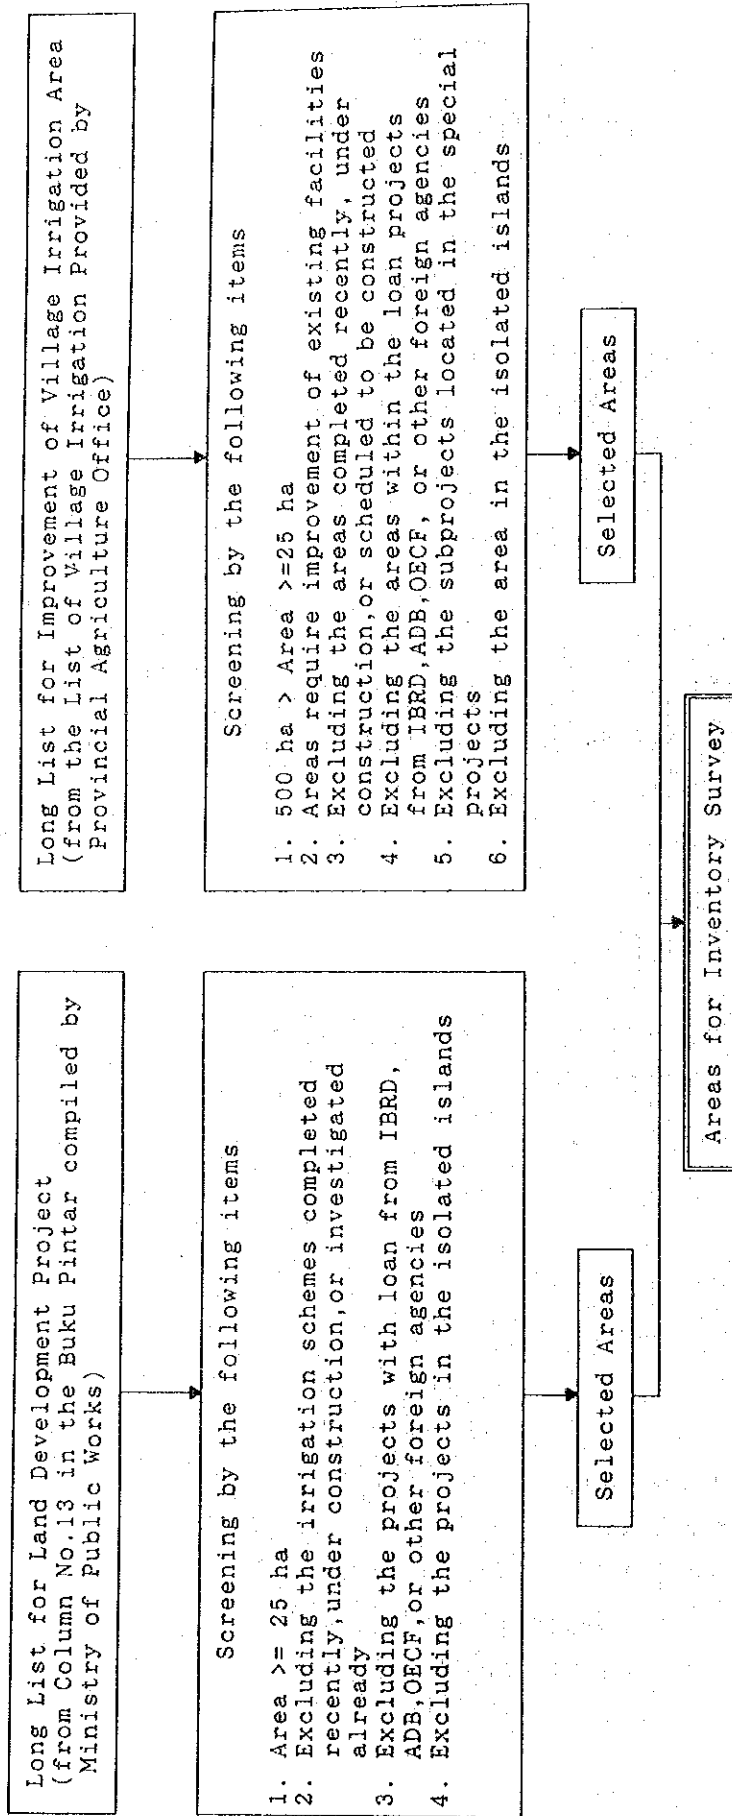 Long List for Land Development Project
(from Column No.13 in the Buku Pintar compiled by
Ministry of Public Works)
Screening by the following items
1. Area >= 25 ha
2. Excluding the irrigation schemes completed
recently,under construction,or investigated
already
3. Excluding the projects with loan from IBRD,
ADB,OECF,or other foreign agencies
4. Excluding the projects in the isolated islands
Selected Areas
Long List for Improvement of Village Irrigation Area
(from the List of Village Irrigation Provided by
Provincial Agriculture Office)
Screening by the following items
1. 500 ha > Area >=25 ha
2. Areas require improvement of existing facilities
3. Excluding the areas completed recently, under
construction,or scheduled to be constructed
4. Excluding the areas within the loan projects
from IBRD,ADB,OECF, or other foreign agencies
5. Excluding the subprojects located in the special
projects
6. Excluding the area in the isolated islands
Selected Areas
Areas for Inventory Survey